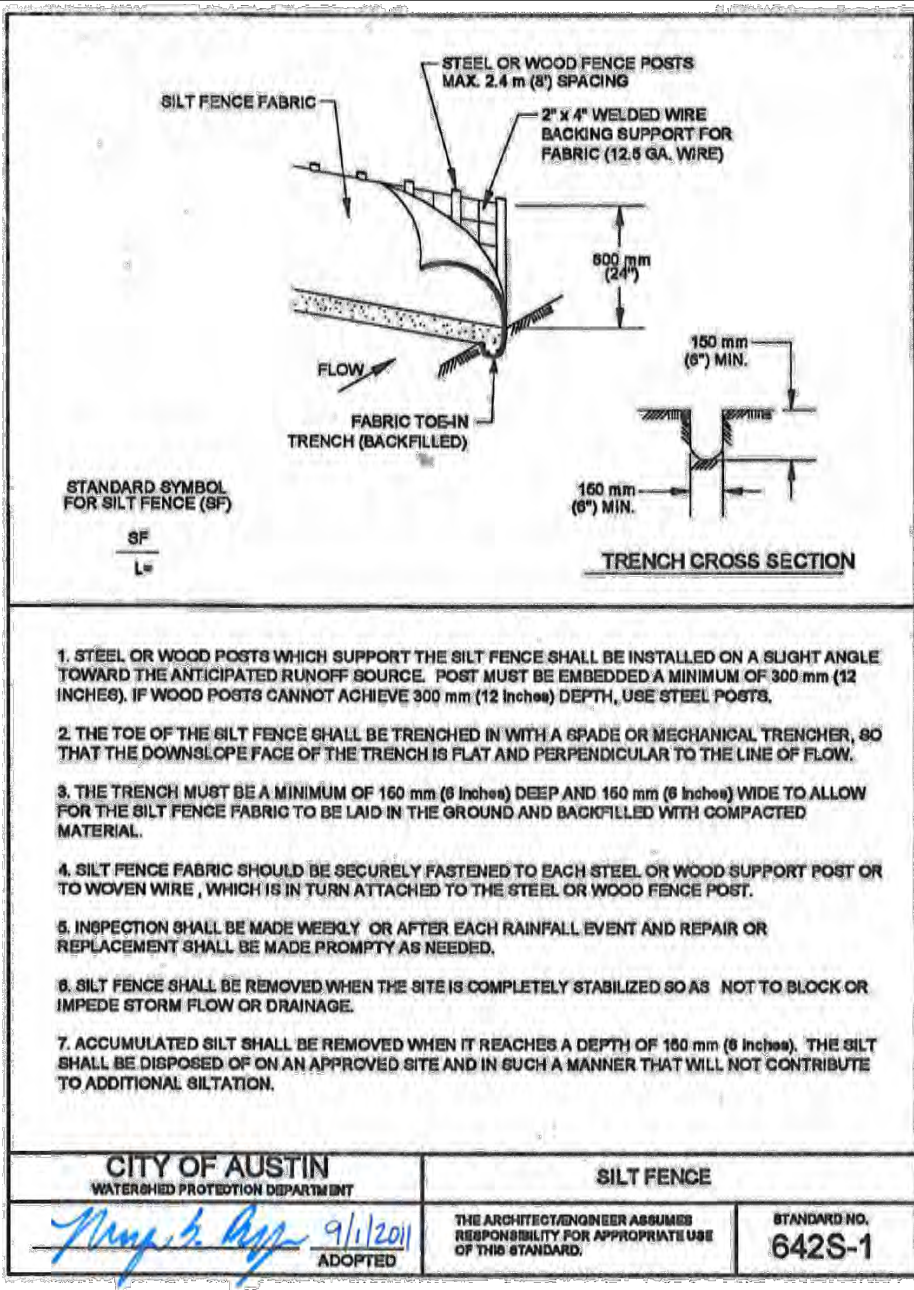 STEEL OR WOOD FENCE POSTS
MAX. 2.4 m (8') SPACING
SILT FENCE FABRIC
2" x 4" WELDED WIRE
BACKING SUPPORT FOR
FABRIC (12.5 GA. WIRE)
600 mm
(24")
150 mm
(6") MIN.
FLOW
FABRIC TOE-IN
TRENCH (BACKFILLED)
STANDARD SYMBOL
FOR SILT FENCE (SF)
150 mm
(6") MIN.
SF
L=
TRENCH CROSS SECTION
1. STEEL OR WOOD POSTS WHICH SUPPORT THE SILT FENCE SHALL BE INSTALLED ON A SLIGHT ANGLE
TOWARD THE ANTICIPATED RUNOFF SOURCE. POST MUST BE EMBEDDED A MINIMUM OF 300 mm (12
INCHES). IF WOOD POSTS CANNOT ACHIEVE 300 mm (12 inches) DEPTH, USE STEEL POSTS.
2. THE TOE OF THE SILT FENCE SHALL BE TRENCHED IN WITH A SPADE OR MECHANICAL TRENCHER, SO
THAT THE DOWNSLOPE FACE OF THE TRENCH IS FLAT AND PERPENDICULAR TO THE LINE OF FLOW.
3. THE TRENCH MUST BE A MINIMUM OF 150 mm (6 inches) DEEP AND 150 mm (6 inches) WIDE TO ALLOW
FOR THE SILT FENCE FABRIC TO BE LAID IN THE GROUND AND BACKFILLED WITH COMPACTED
MATERIAL.
4. SILT FENCE FABRIC SHOULD BE SECURELY FASTENED TO EACH STEEL OR WOOD SUPPORT POST OR
TO WOVEN WIRE , WHICH IS IN TURN ATTACHED TO THE STEEL OR WOOD FENCE POST.
5. INSPECTION SHALL BE MADE WEEKLY OR AFTER EACH RAINFALL EVENT AND REPAIR OR
REPLACEMENT SHALL BE MADE PROMPTY AS NEEDED.
6. SILT FENCE SHALL BE REMOVED WHEN THE SITE IS COMPLETELY STABILIZED SO AS NOT TO BLOCK OR
IMPEDE STORM FLOW OR DRAINAGE.
7. ACCUMULATED SILT SHALL BE REMOVED WHEN IT REACHES A DEPTH OF 150 mm (6 inches). THE SILT
SHALL BE DISPOSED OF ON AN APPROVED SITE AND IN SUCH A MANNER THAT WILL NOT CONTRIBUTE
TO ADDITIONAL SILTATION.
CITY OF AUSTIN
WATERSHED PROTECTION DEPARTMENT
SILT FENCE
9/1/2011
ADOPTED
THE ARCHITECT/ENGINEER ASSUMES
RESPONSIBILITY FOR APPROPRIATE USE
OF THIS STANDARD.
STANDARD NO.
642S-1